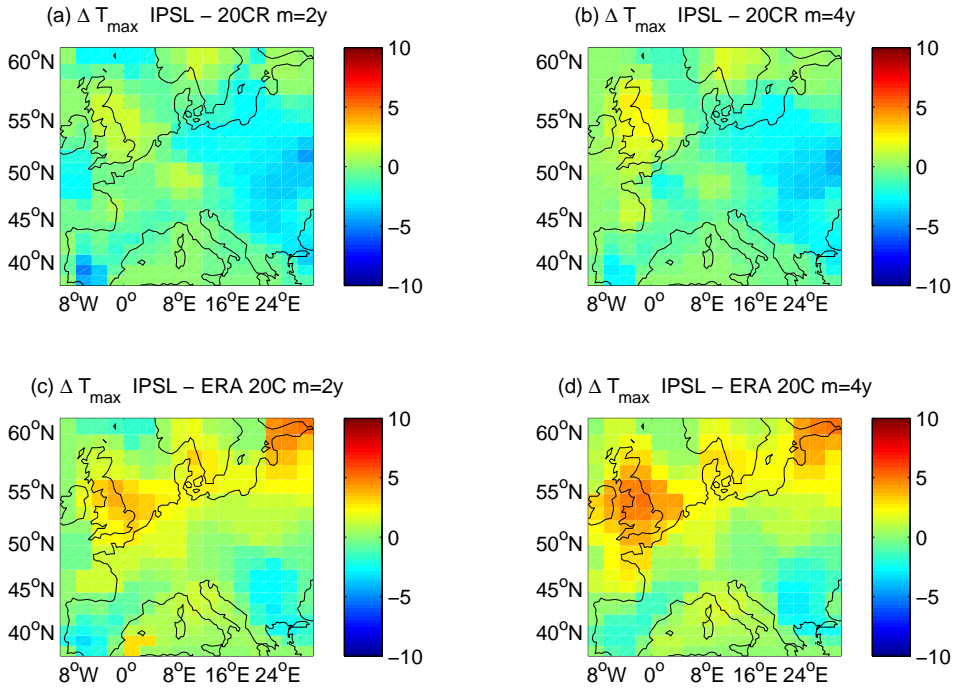 (a) Δ T_max IPSL − 20CR m=2y
(b) Δ T_max IPSL − 20CR m=4y
60°N
55°N
50°N
45°N
40°N
8°W 0° 8°E 16°E 24°E
10
5
0
−5
−10
60°N
55°N
50°N
45°N
40°N
8°W 0° 8°E 16°E 24°E
10
5
0
−5
−10
(c) Δ T_max IPSL − ERA 20C m=2y
(d) Δ T_max IPSL − ERA 20C m=4y
60°N
55°N
50°N
45°N
40°N
8°W 0° 8°E 16°E 24°E
10
5
0
−5
−10
60°N
55°N
50°N
45°N
40°N
8°W 0° 8°E 16°E 24°E
10
5
0
−5
−10